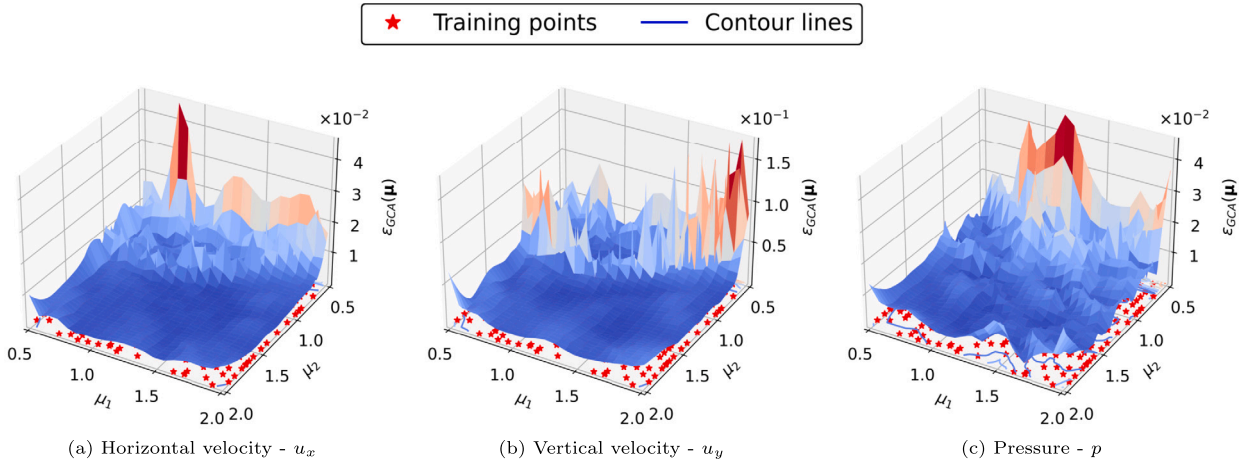 Training points Contour lines
×10⁻²
4
3
2
1
ε_GCA(μ)
0.5
1.0
1.5
2.0
μ₁
0.5
1.0
1.5
2.0
μ₂
(a) Horizontal velocity - uₓ
×10⁻¹
1.5
1.0
0.5
ε_GCA(μ)
0.5
1.0
1.5
2.0
μ₁
0.5
1.0
1.5
2.0
μ₂
(b) Vertical velocity - u_y
×10⁻²
4
3
2
1
ε_GCA(μ)
0.5
1.0
1.5
2.0
μ₁
0.5
1.0
1.5
2.0
μ₂
(c) Pressure - p